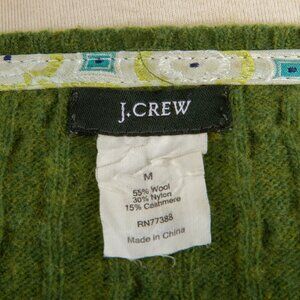 J.CREW
M
55% Wool
30% Nylon
15% Cashmere
RN77388
Made in China